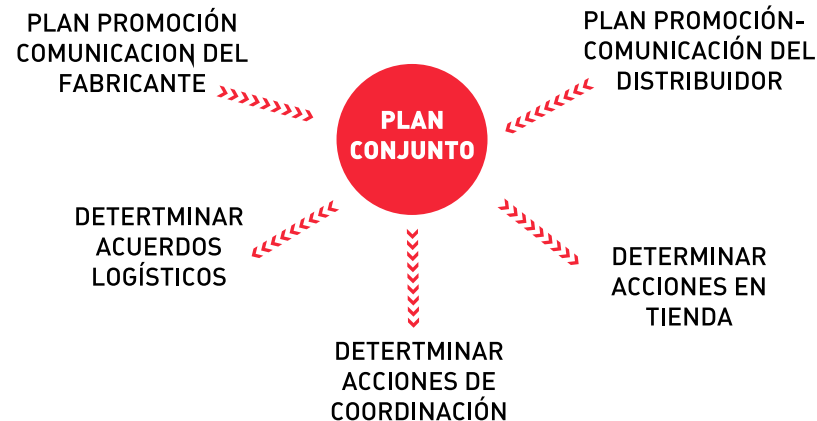 PLAN PROMOCIÓN
COMUNICACION DEL
FABRICANTE
PLAN PROMOCIÓN-
COMUNICACIÓN DEL
DISTRIBUIDOR
PLAN
CONJUNTO
DETERTMINAR
ACUERDOS
LOGÍSTICOS
DETERTMINAR
ACCIONES DE
COORDINACIÓN
DETERMINAR
ACCIONES EN
TIENDA